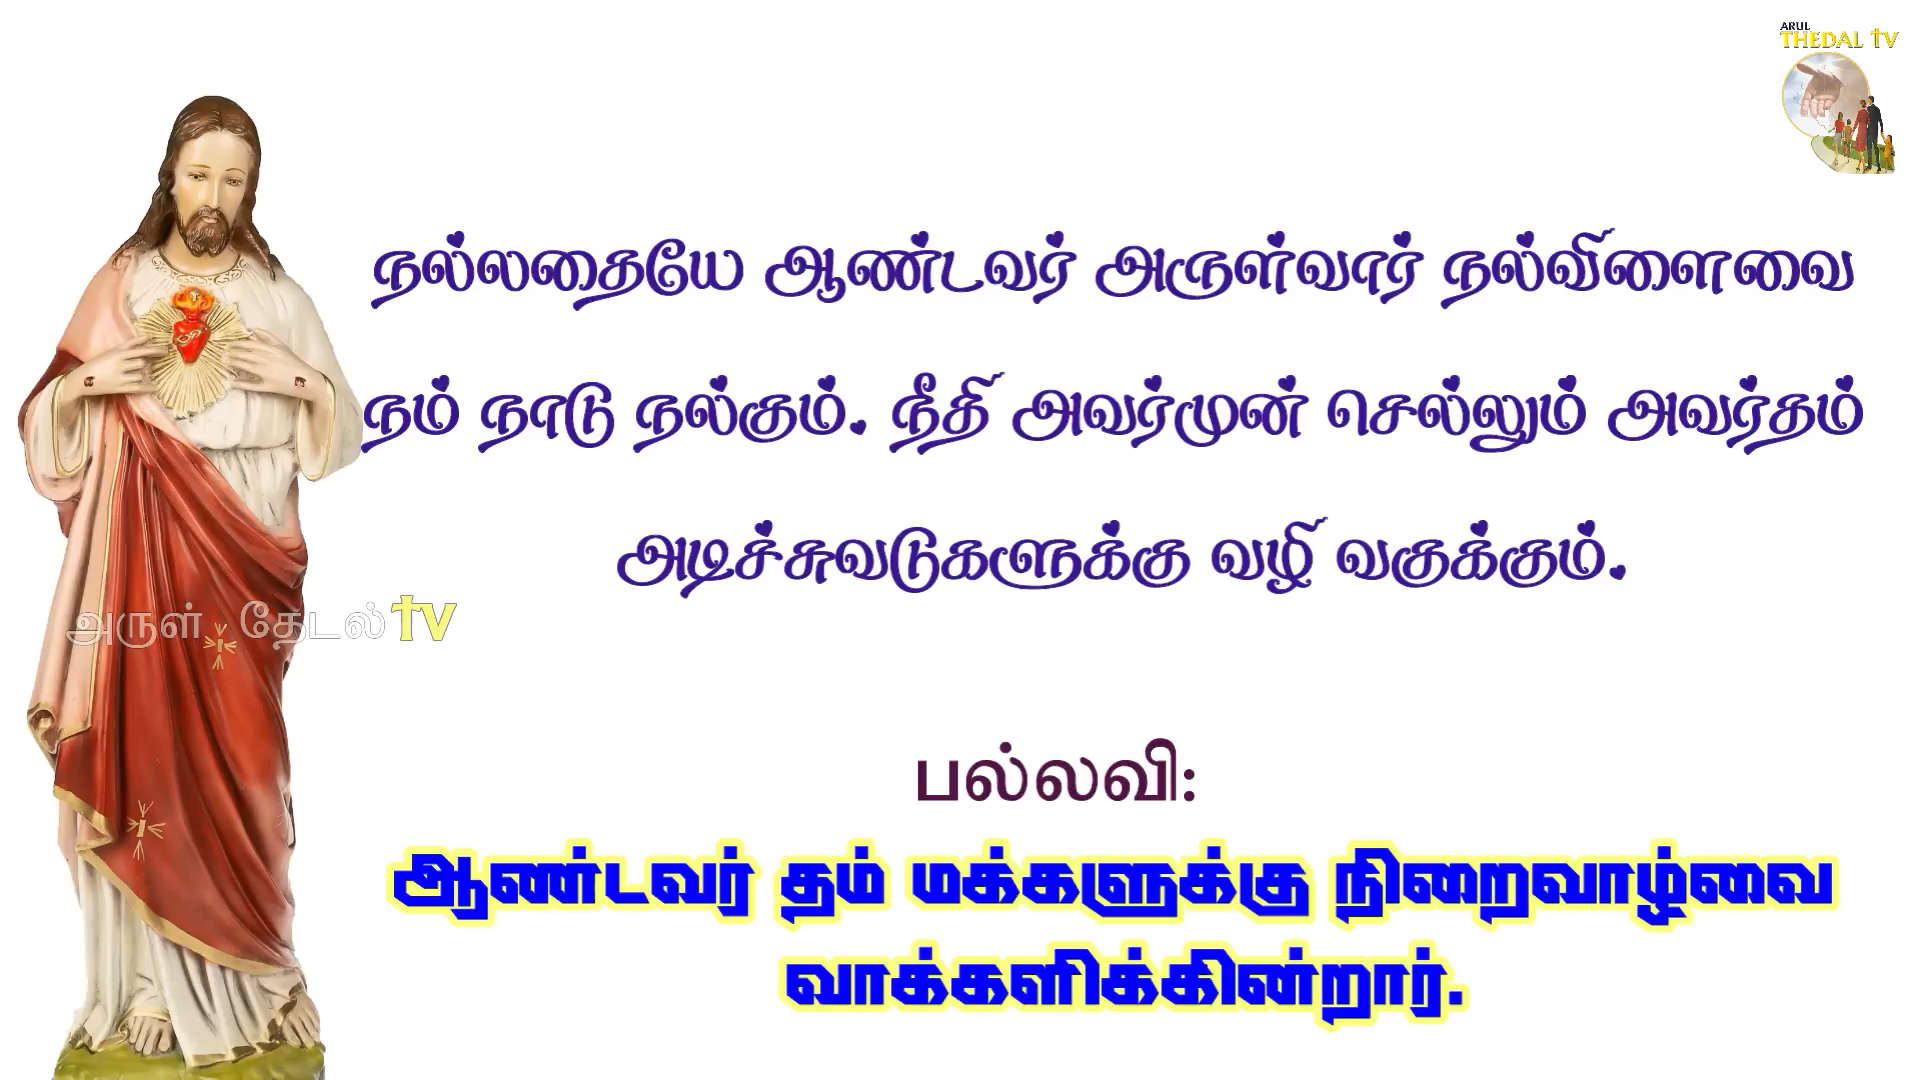 ARUL
THEDAL TV
நல்லதையே ஆண்டவர் அருள்வார் நல்விளைவை
நம் நாடு நல்கும். நீதி அவர்முன் செல்லும் அவர்தம்
அடிச்சுவடுகளுக்கு வழி வகுக்கும்.
அருள் தேடல் TV
பல்லவி:
ஆண்டவர் தம் மக்களுக்கு நிறைவாழ்வை
வாக்களிக்கின்றார்.